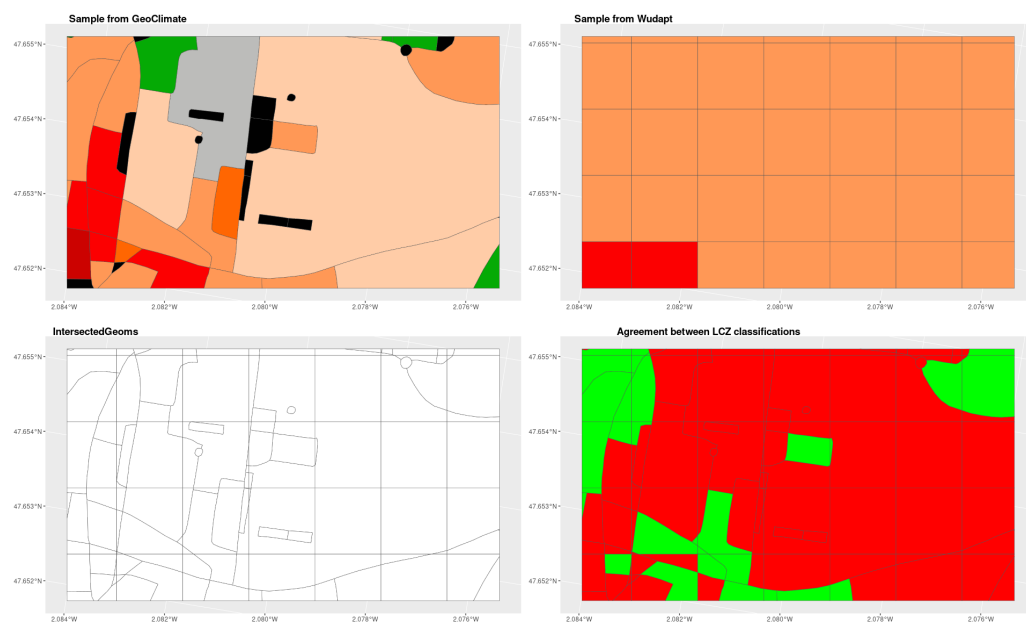 Sample from GeoClimate
47.655°N
47.654°N
47.653°N
47.652°N
2.084°W
2.082°W
2.080°W
2.078°W
2.076°W
Sample from Wudapt
47.655°N
47.654°N
47.653°N
47.652°N
2.084°W
2.082°W
2.080°W
2.078°W
2.076°W
IntersectedGeoms
47.655°N
47.654°N
47.653°N
47.652°N
2.084°W
2.082°W
2.080°W
2.078°W
2.076°W
Agreement between LCZ classifications
47.655°N
47.654°N
47.653°N
47.652°N
2.084°W
2.082°W
2.080°W
2.078°W
2.076°W